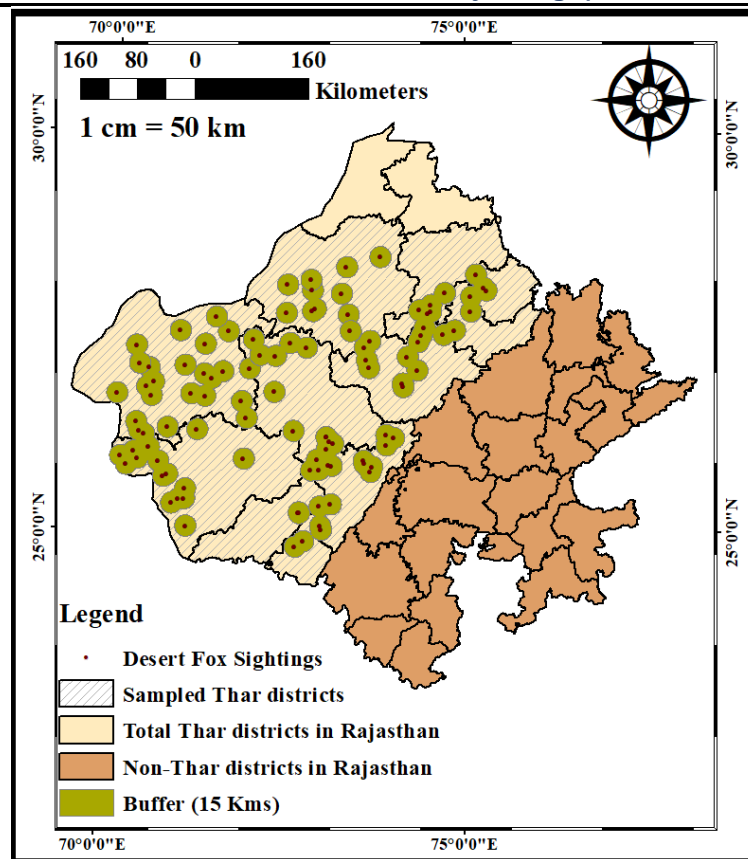 70°0'0"E 75°0'0"E
160 80 0 160
Kilometers
1 cm = 50 km
30°0'0"N 30°0'0"N
25°0'0"N 25°0'0"N
Legend
Desert Fox Sightings
Sampled Thar districts
Total Thar districts in Rajasthan
Non-Thar districts in Rajasthan
Buffer (15 Kms)
70°0'0"E 75°0'0"E